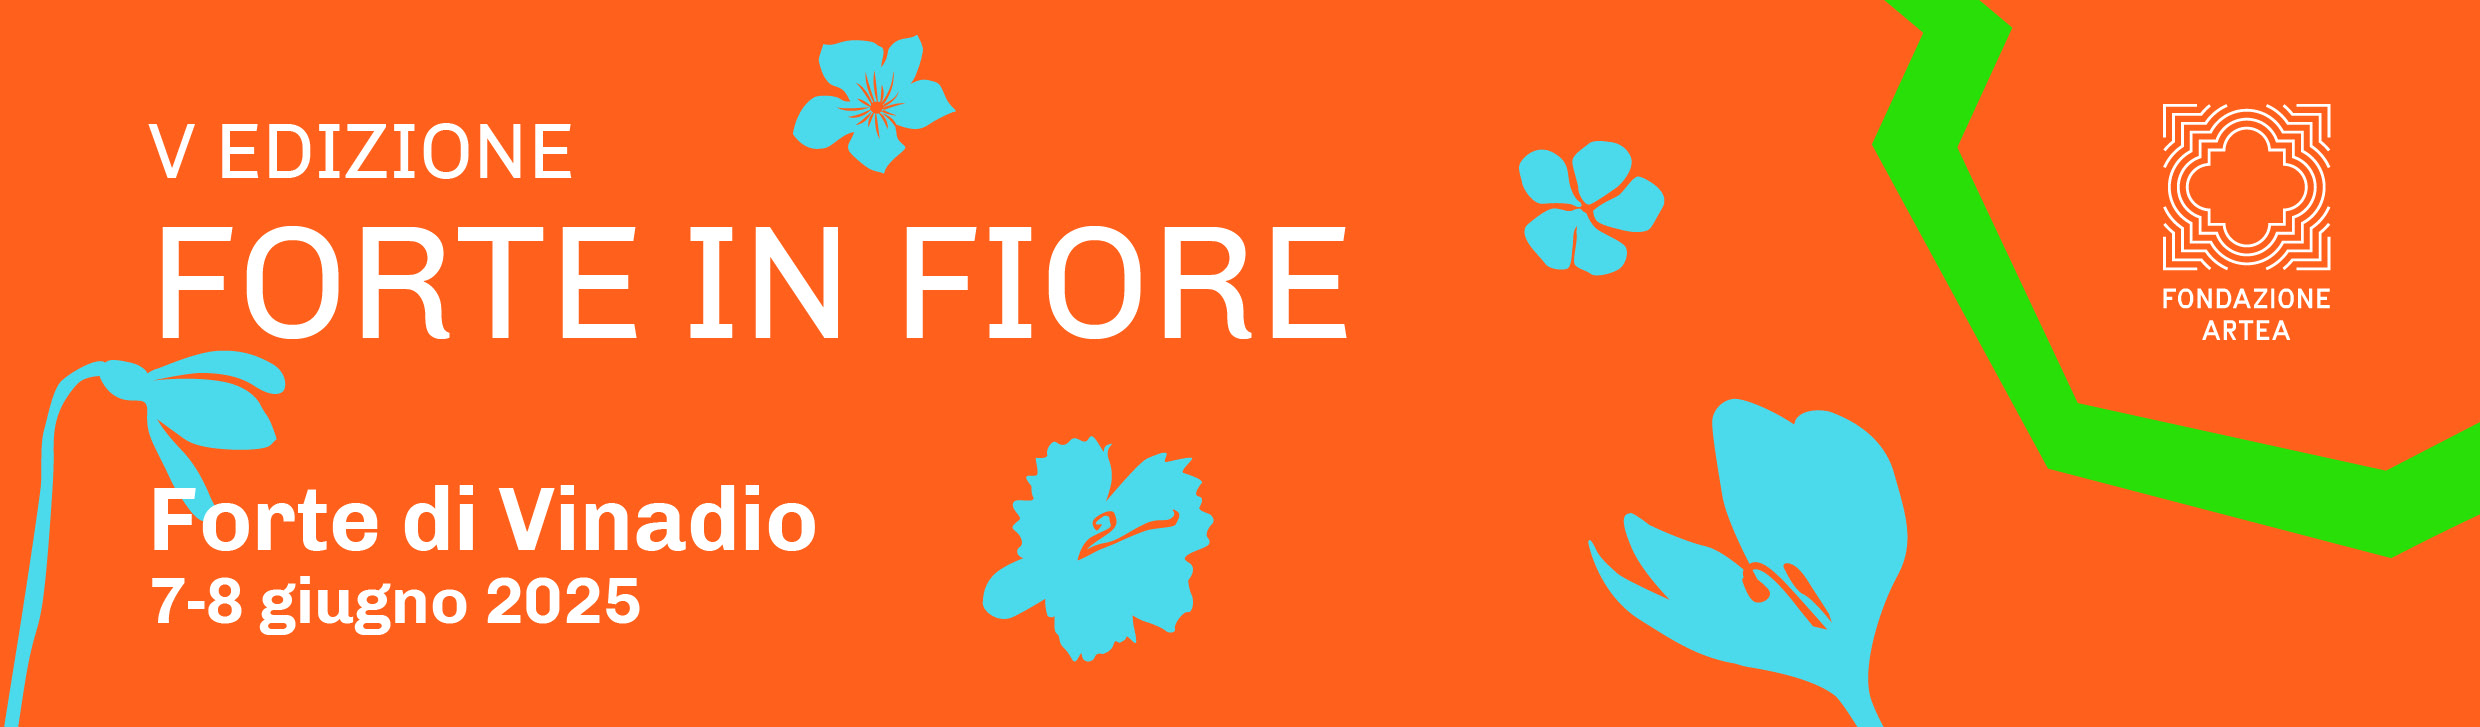 V EDIZIONE
FORTE IN FIORE
Forte di Vinadio
7-8 giugno 2025
FONDAZIONE
ARTEA